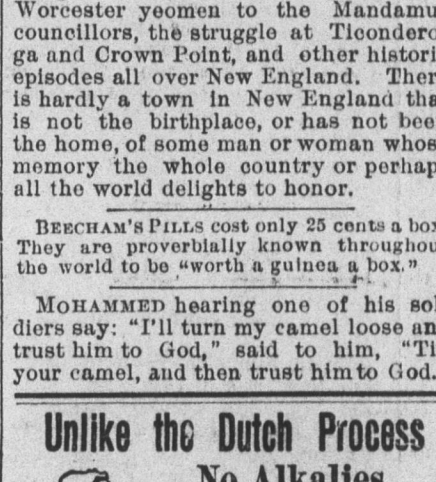 Worcester yeomen to the Mandamu
councillors, the struggle at Ticonderc
ga and Crown Point, and other histori
episodes all over New England. Ther
is hardly a town in New England tha
is not the birthplace, or has not bee
the home, of some man or woman whos
memory the whole country or perhap
all the world delights to honor.
BEECHAM'S PILLS cost only 25 cents a box
They are proverbially known throughou
the world to be "worth a guinea a box."
MOHAMMED hearing one of his sol
diers say: "I'll turn my camel loose an
trust him to God," said to him, "Ti
your camel, and then trust him to God.
Unlike the Dutch Process
No Alkalies